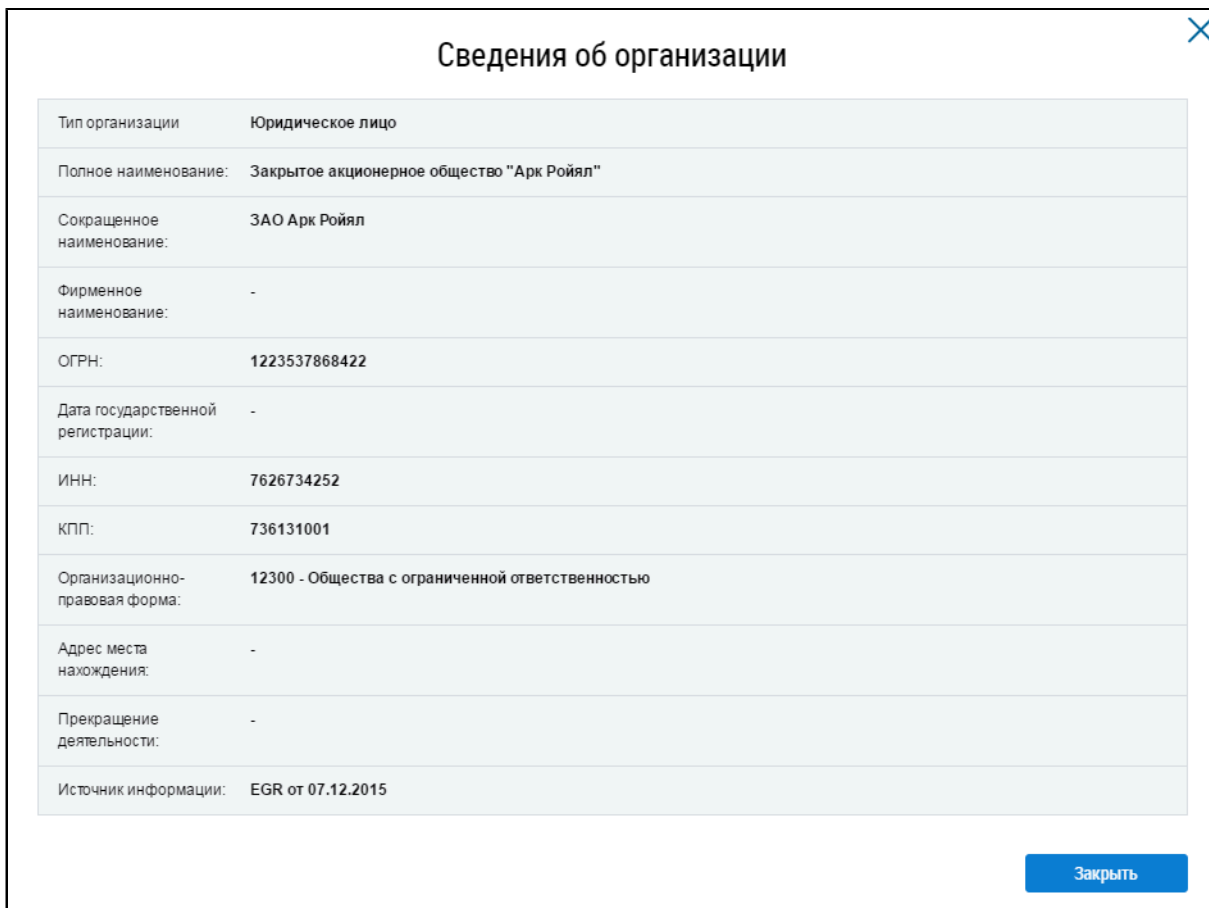 Сведения об организации
Тип организации Юридическое лицо
Полное наименование: Закрытое акционерное общество "Арк Ройял"
Сокращенное наименование: ЗАО Арк Ройял
Фирменное наименование: -
ОГРН: 1223537868422
Дата государственной регистрации: -
ИНН: 7626734252
КПП: 736131001
Организационно-правовая форма: 12300 - Общества с ограниченной ответственностью
Адрес места нахождения: -
Прекращение деятельности: -
Источник информации: EGR от 07.12.2015
Закрыть